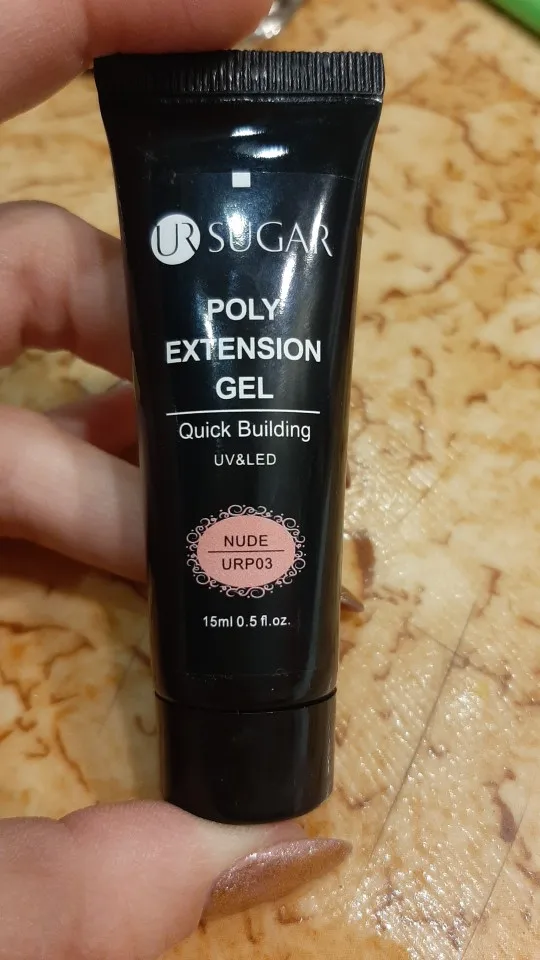 UR SUGAR
POLY
EXTENSION
GEL
Quick Building
UV&LED
NUDE
URP03
15ml 0.5 fl.oz.